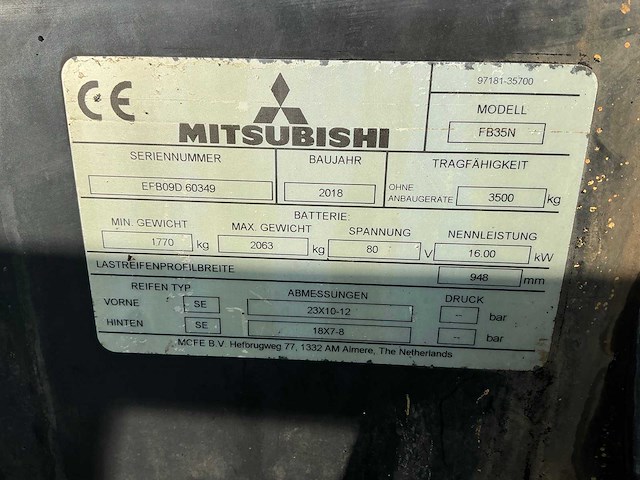 CE
97181-35700
MITSUBISHI
MODELL
FB35N
SERIENNUMMER BAUJAHR TRAGFÄHIGKEIT
EFB09D 60349 2018 OHNE ANBAUGERÄTE 3500 kg
BATTERIE:
MIN. GEWICHT MAX. GEWICHT SPANNUNG NENNLEISTUNG
1770 kg 2063 kg 80 V 16.00 kW
LASTREIFENPROFILBREITE 948 mm
REIFEN TYP ABMESSUNGEN DRUCK
VORNE SE 23X10-12 -- bar
HINTEN SE 18X7-8 -- bar
MCFE B.V. Hefbrugweg 77, 1332 AM Almere, The Netherlands